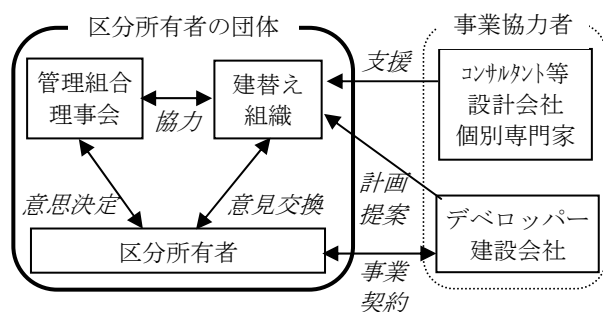 区分所有者の団体
事業協力者
管理組合
理事会
協力
建替え
組織
支援
コンサルタント等
設計会社
個別専門家
意思決定
意見交換
計画
提案
デベロッパー
建設会社
区分所有者
事業
契約